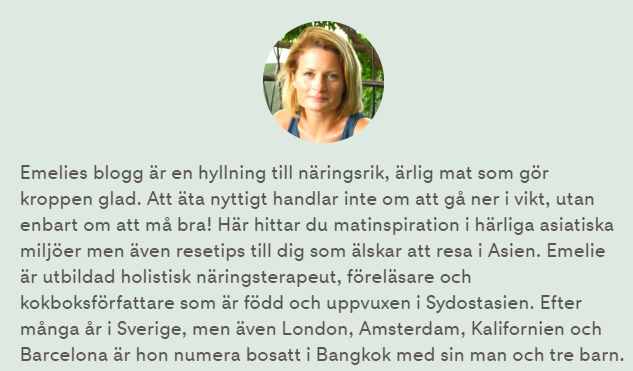 Emelies blogg är en hyllning till näringsrik, ärlig mat som gör
kroppen glad. Att äta nyttigt handlar inte om att gå ner i vikt, utan
enbart om att må bra! Här hittar du matinspiration i härliga asiatiska
miljöer men även resetips till dig som älskar att resa i Asien. Emelie
är utbildad holistisk näringsterapeut, föreläsare och
kokboksförfattare som är född och uppvuxen i Sydostasien. Efter
många år i Sverige, men även London, Amsterdam, Kalifornien och
Barcelona är hon numera bosatt i Bangkok med sin man och tre barn.